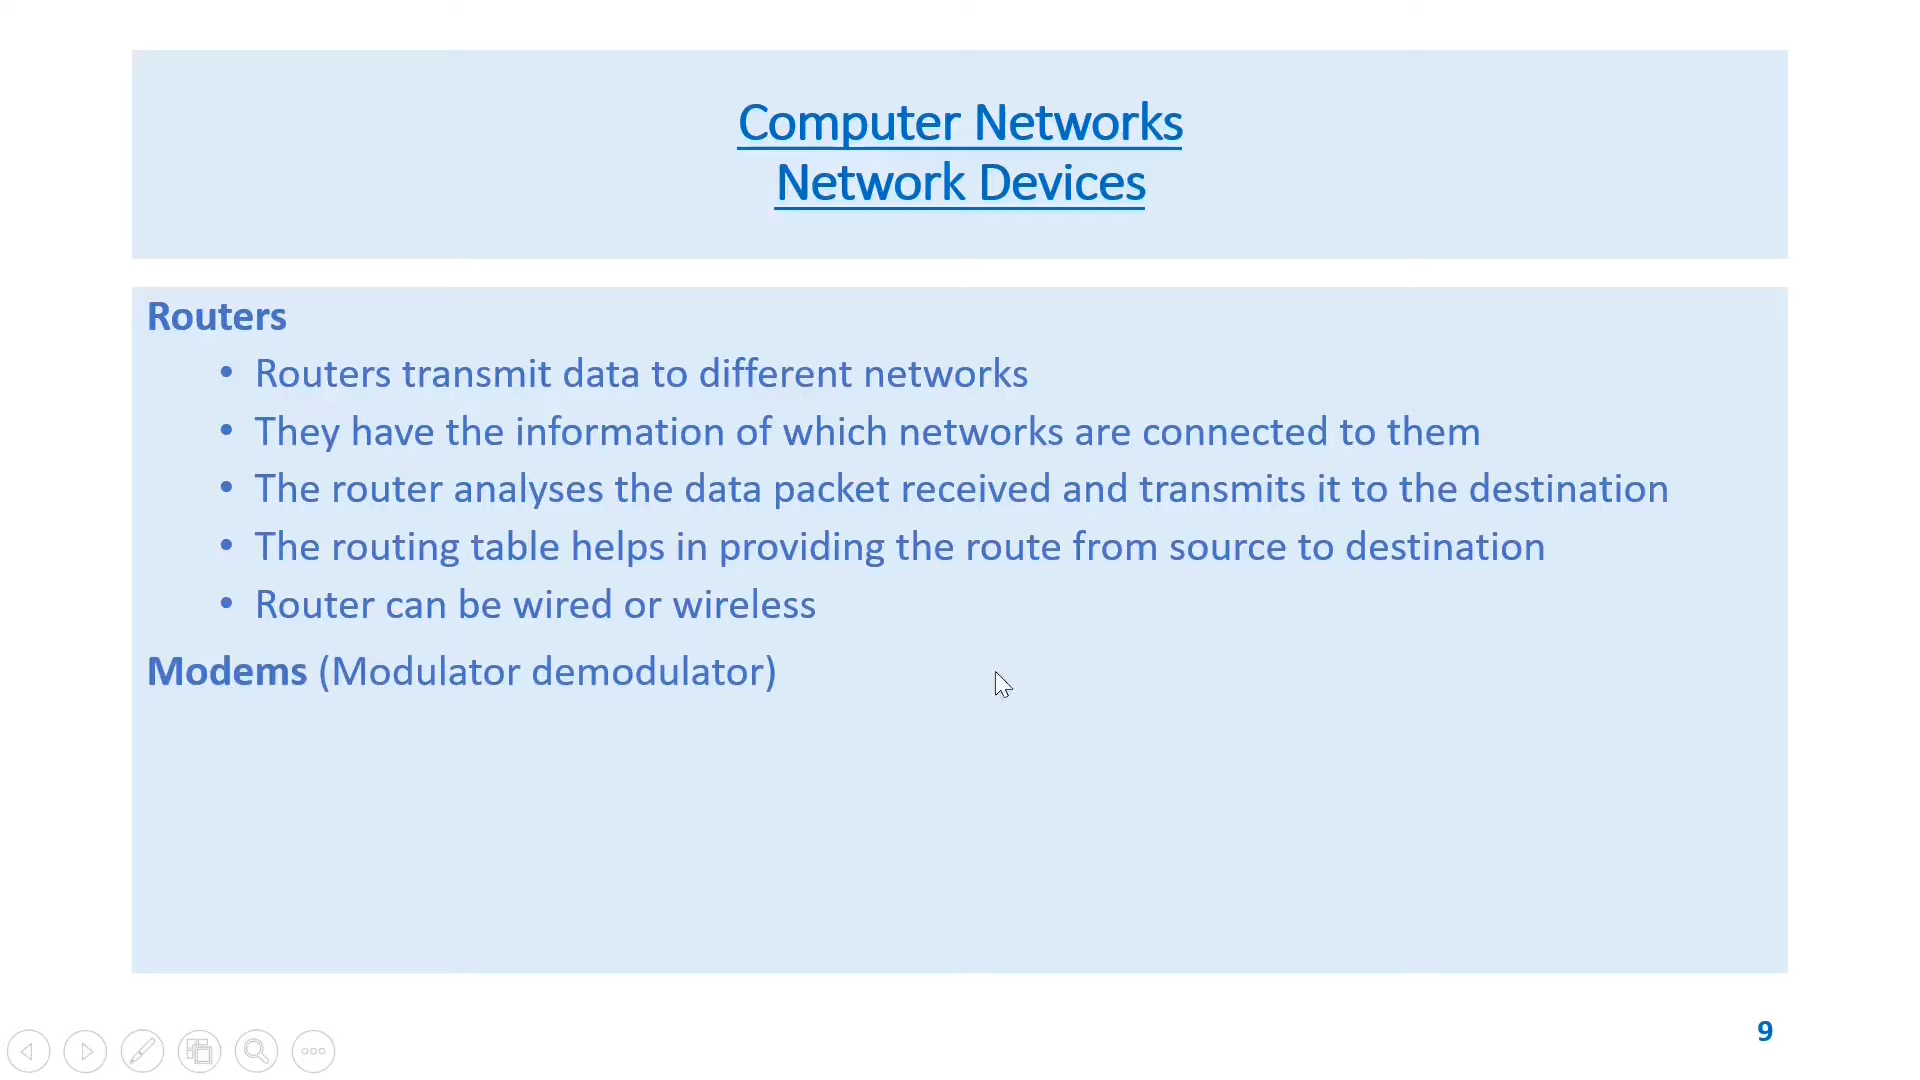 Computer Networks
Network Devices
Routers
• Routers transmit data to different networks
• They have the information of which networks are connected to them
• The router analyses the data packet received and transmits it to the destination
• The routing table helps in providing the route from source to destination
• Router can be wired or wireless
Modems (Modulator demodulator)
9